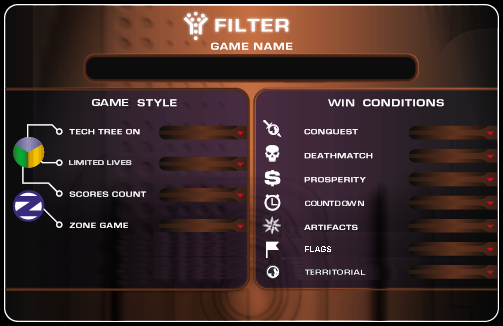 FILTER
GAME NAME
GAME STYLE
TECH TREE ON
LIMITED LIVES
SCORES COUNT
ZONE GAME
WIN CONDITIONS
CONQUEST
DEATHMATCH
PROSPERITY
COUNTDOWN
ARTIFACTS
FLAGS
TERRITORIAL